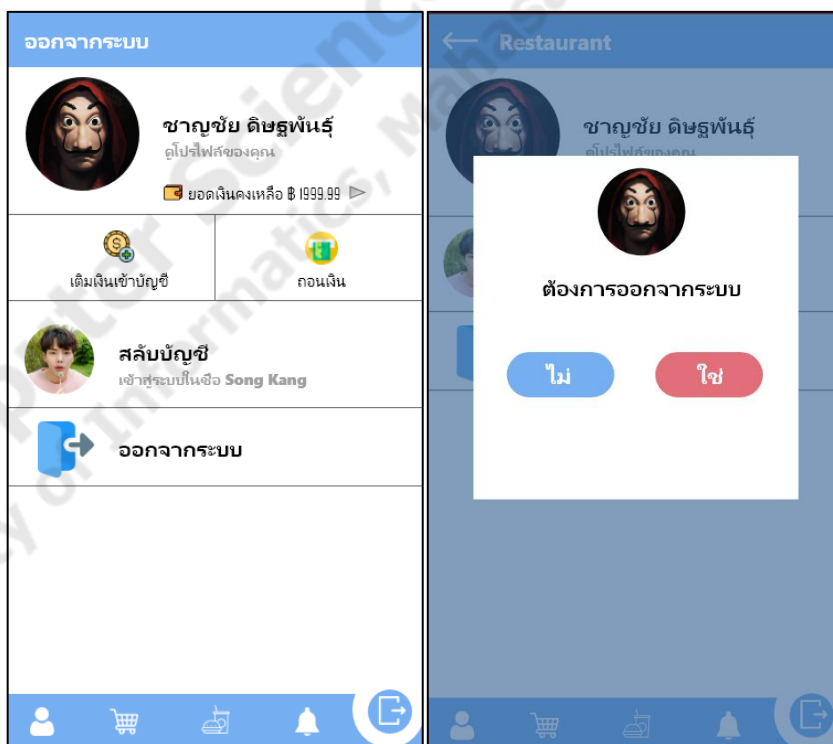 ออกจากระบบ
ชาญชัย ดิษฐพันธุ์
ดูโปรไฟล์ของคุณ
ยอดเงินคงเหลือ ฿ 1999.99
เติมเงินเข้าบัญชี
ถอนเงิน
สลับบัญชี
เข้าสู่ระบบในชื่อ Song Kang
ออกจากระบบ
Restaurant
ชาญชัย ดิษฐพันธุ์
ดูโปรไฟล์ของคุณ
ต้องการออกจากระบบ
ไม่
ใช่